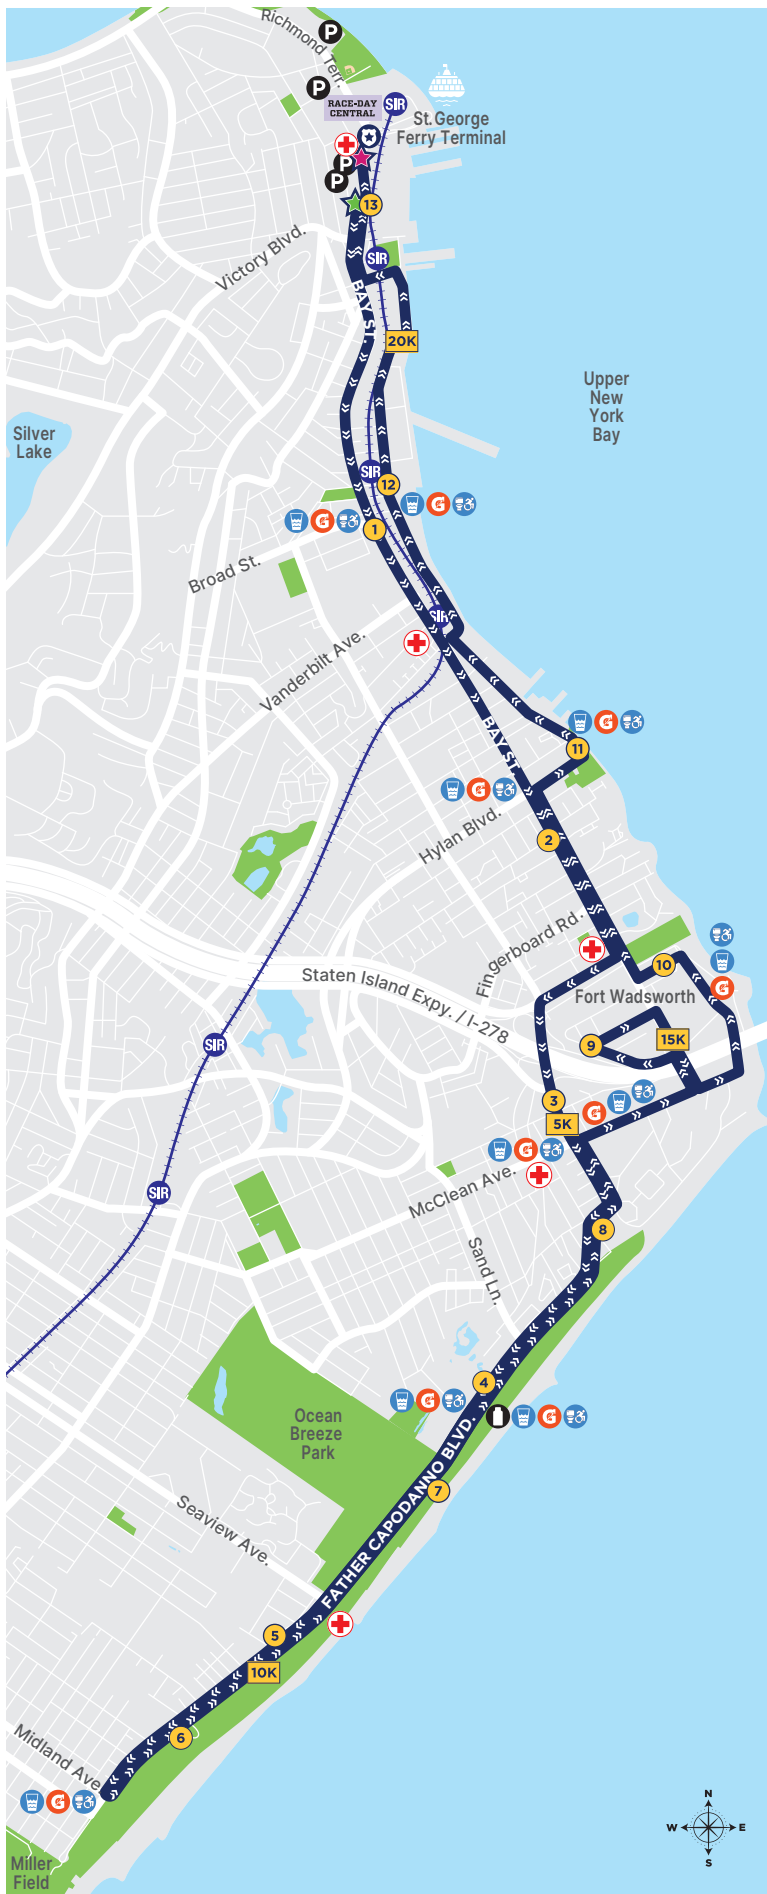 Richmond Terr.
P
P
RACE-DAY
CENTRAL
SIR
St. George
Ferry Terminal
P
P
13
Victory Blvd.
SIR
BAY ST.
20K
Upper
New
York
Bay
Silver
Lake
SIR
12
G
G
1
Broad St.
SIR
Vanderbilt Ave.
G
BAY ST.
11
G
Hylan Blvd.
2
Fingerboard Rd.
10
G
Staten Island Expy. / I-278
Fort Wadsworth
SIR
9
15K
3
5K
G
G
McClean Ave.
SIR
8
Sand Ln.
4
G
G
Ocean
Breeze
Park
FATHER CAPODANNO BLVD.
7
Seaview Ave.
5
10K
6
Midland Ave.
G
Miller
Field
N
W
E
S